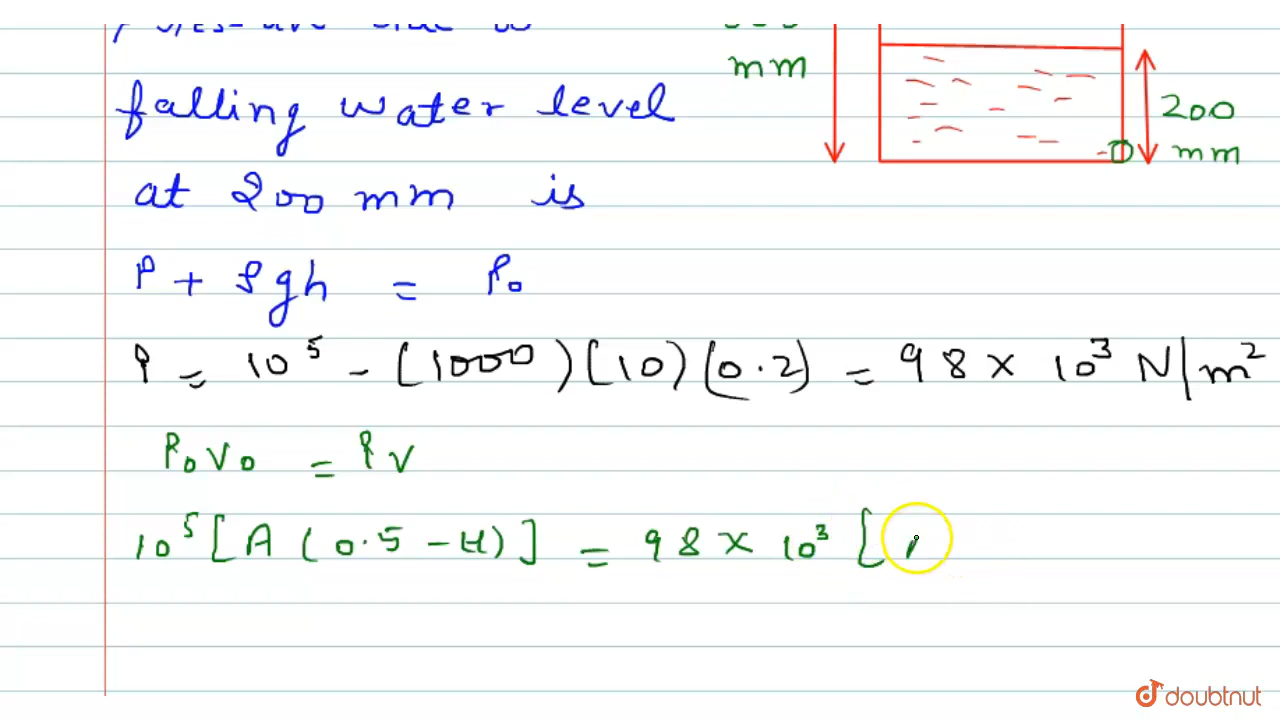 mm
falling water level
200
mm
at 200 mm is
P + ρgh = P₀
P = 10⁵ - (1000)(10)(0.2) = 98 × 10³ N/m²
P₀V₀ = PV
10⁵ [A (0.5 - H)] = 98 × 10³ [
doubtnut